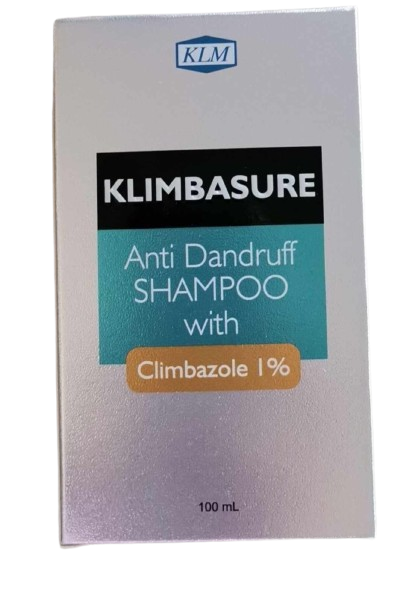 KLM
KLIMBASURE
Anti Dandruff
SHAMPOO
with
Climbazole 1%
100 mL